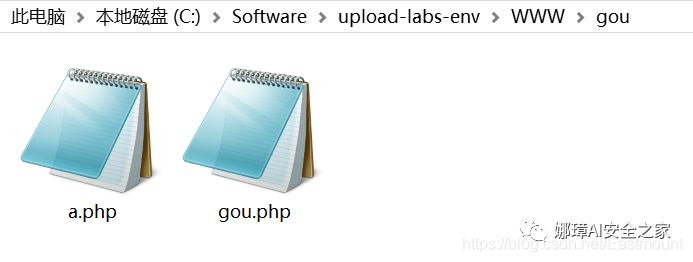 此电脑 > 本地磁盘 (C:) > Software > upload-labs-env > WWW > gou
a.php gou.php
娜璋AI安全之家
https://blog.csdn.net/Eastmount